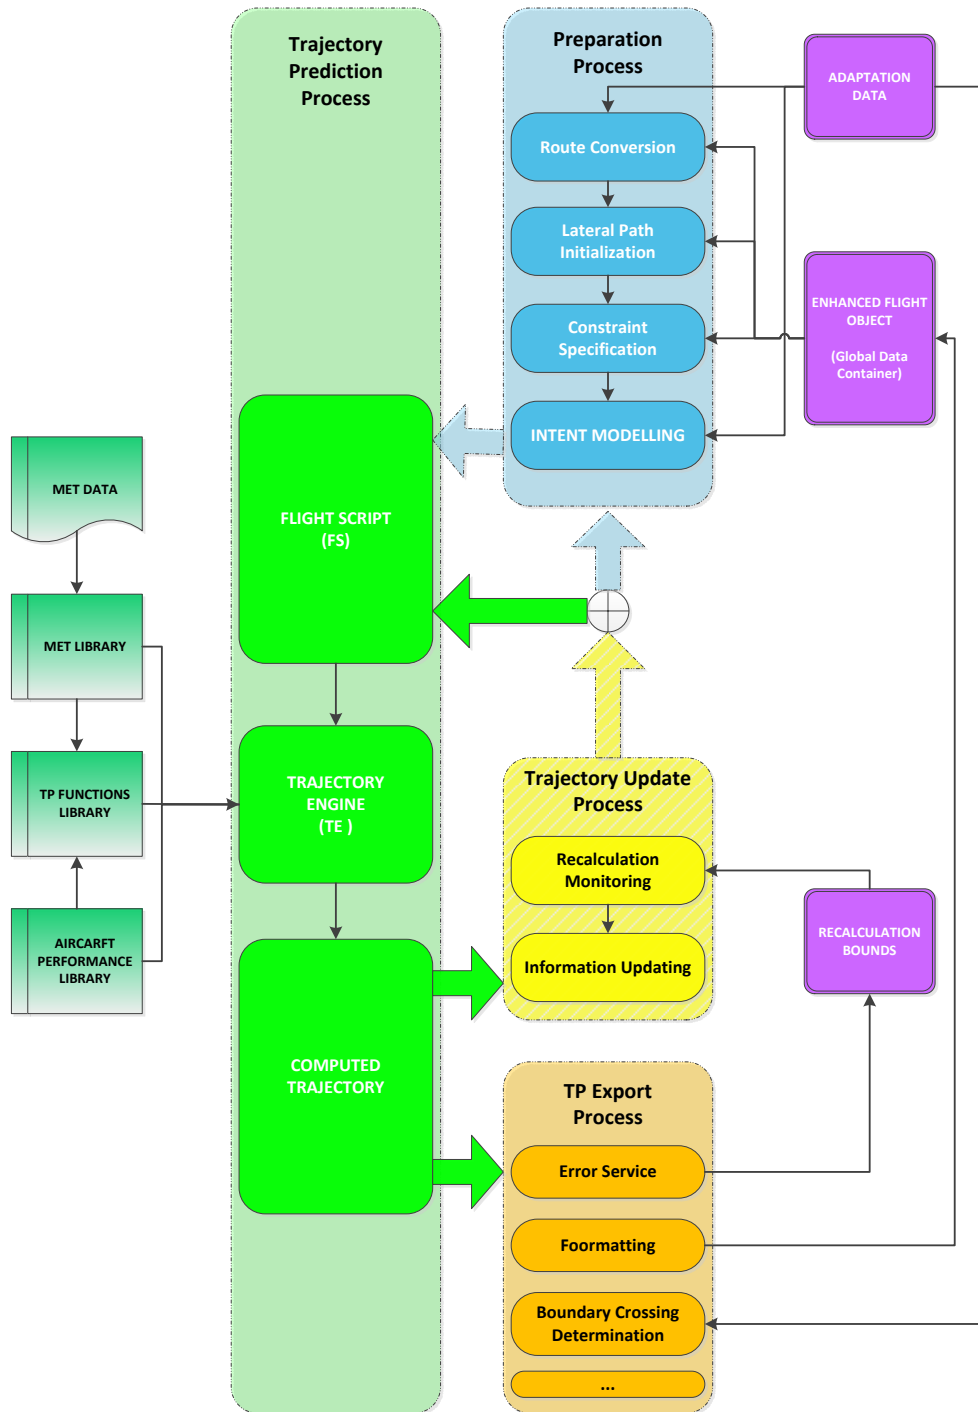 Trajectory
Prediction
Process
Preparation
Process
ADAPTATION
DATA
Route Conversion
Lateral Path
Initialization
ENHANCED FLIGHT
OBJECT
(Global Data
Container)
Constraint
Specification
INTENT MODELLING
MET DATA
FLIGHT SCRIPT
(FS)
MET LIBRARY
TP FUNCTIONS
LIBRARY
TRAJECTORY
ENGINE
(TE )
Trajectory Update
Process
Recalculation
Monitoring
AIRCARFT
PERFORMANCE
LIBRARY
RECALCULATION
BOUNDS
Information Updating
COMPUTED
TRAJECTORY
TP Export
Process
Error Service
Foormatting
Boundary Crossing
Determination
...